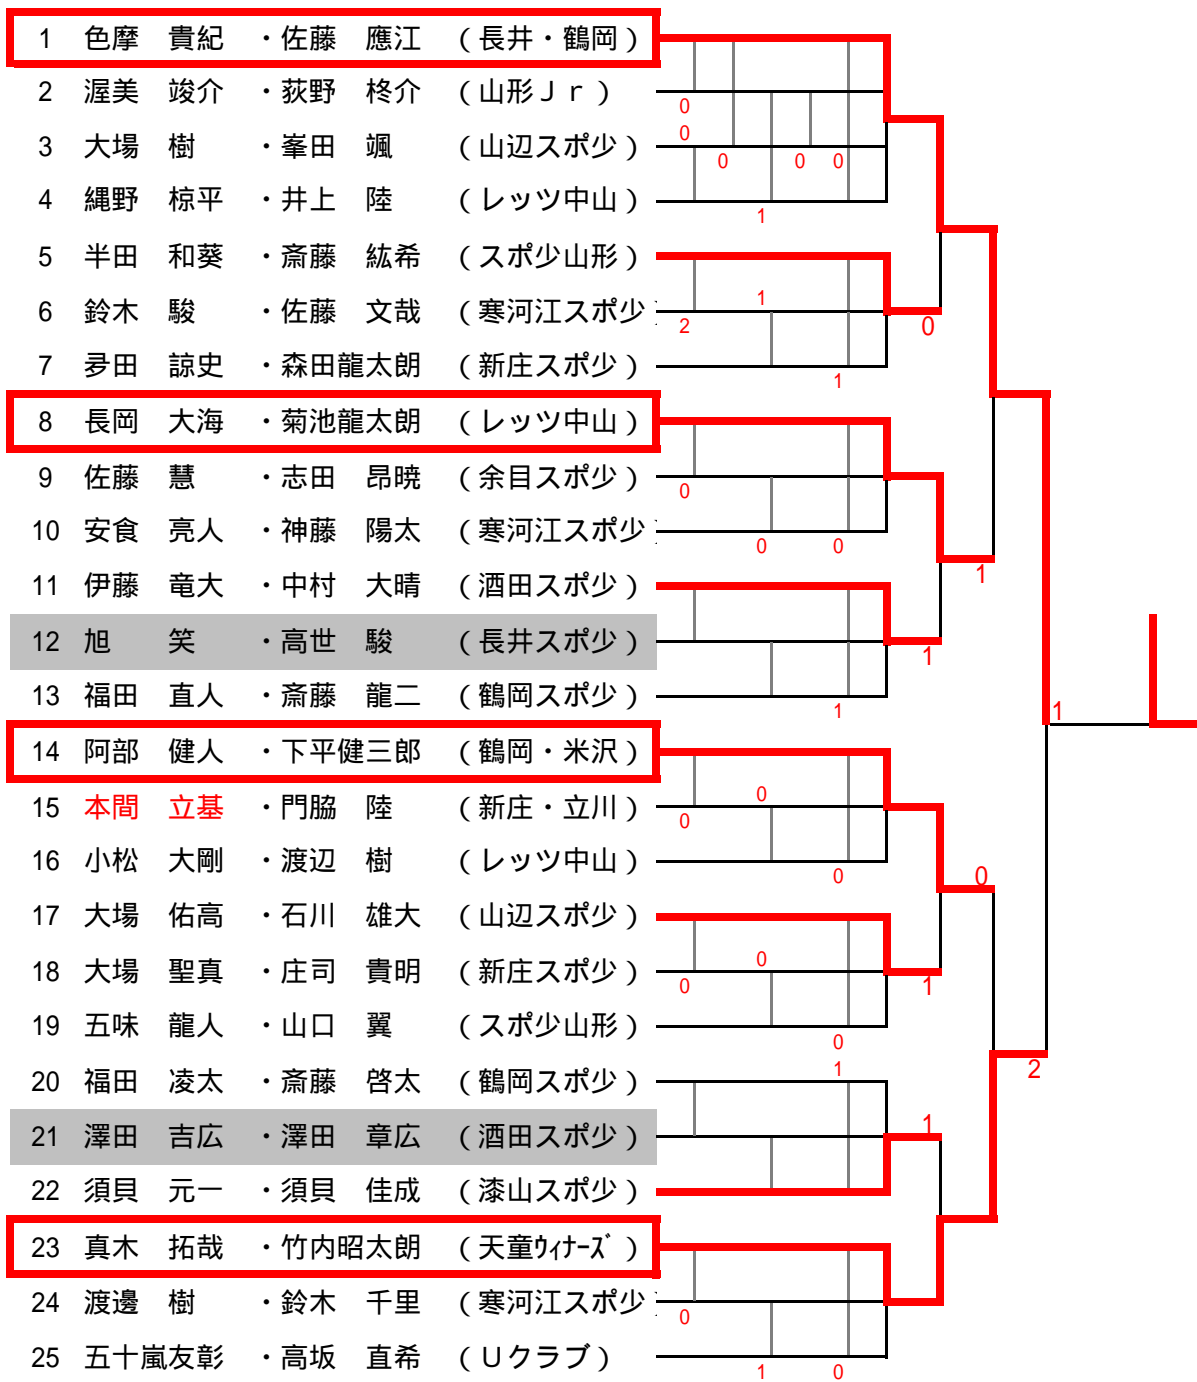 1 色摩 貴紀 ・佐藤 應江 (長井・鶴岡)
2 渥美 竣介 ・荻野 柊介 (山形Jr)
0
3 大場 樹 ・峯田 颯 (山辺スポ少)
0
0 0 0
4 縄野 椋平 ・井上 陸 (レッツ中山)
1
5 半田 和葵 ・斎藤 紘希 (スポ少山形)
1
6 鈴木 駿 ・佐藤 文哉 (寒河江スポ少)
2 0
7 夛田 諒史 ・森田龍太朗 (新庄スポ少)
1
8 長岡 大海 ・菊池龍太朗 (レッツ中山)
9 佐藤 慧 ・志田 昂暁 (余目スポ少)
0
10 安食 亮人 ・神藤 陽太 (寒河江スポ少)
0 0
1
11 伊藤 竜大 ・中村 大晴 (酒田スポ少)
12 旭 笑 ・高世 駿 (長井スポ少)
1
13 福田 直人 ・斎藤 龍二 (鶴岡スポ少)
1
1
14 阿部 健人 ・下平健三郎 (鶴岡・米沢)
0
15 本間 立基 ・門脇 陸 (新庄・立川)
0
16 小松 大剛 ・渡辺 樹 (レッツ中山)
0
0
17 大場 佑高 ・石川 雄大 (山辺スポ少)
0
18 大場 聖真 ・庄司 貴明 (新庄スポ少)
0 1
19 五味 龍人 ・山口 翼 (スポ少山形)
0
2
1
20 福田 凌太 ・斎藤 啓太 (鶴岡スポ少)
1
21 澤田 吉広 ・澤田 章広 (酒田スポ少)
22 須貝 元一 ・須貝 佳成 (漆山スポ少)
23 真木 拓哉 ・竹内昭太朗 (天童ウィナーズ)
24 渡邊 樹 ・鈴木 千里 (寒河江スポ少)
0
25 五十嵐友彰 ・高坂 直希 (Uクラブ)
1 0